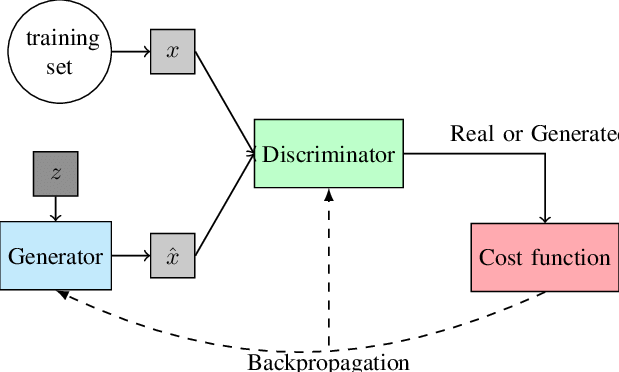 training
set
x
Real or Generated
Discriminator
z
Generator
x̂
Cost function
Backpropagation